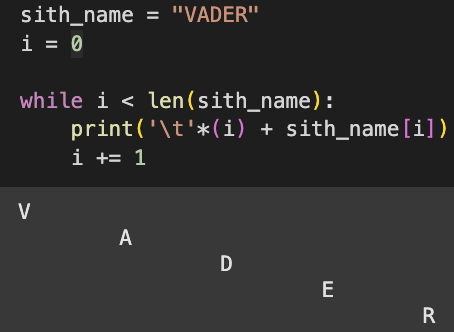 sith_name = "VADER"
i = 0
while i < len(sith_name):
    print('\t'*(i) + sith_name[i])
    i += 1
V
A
D
E
R